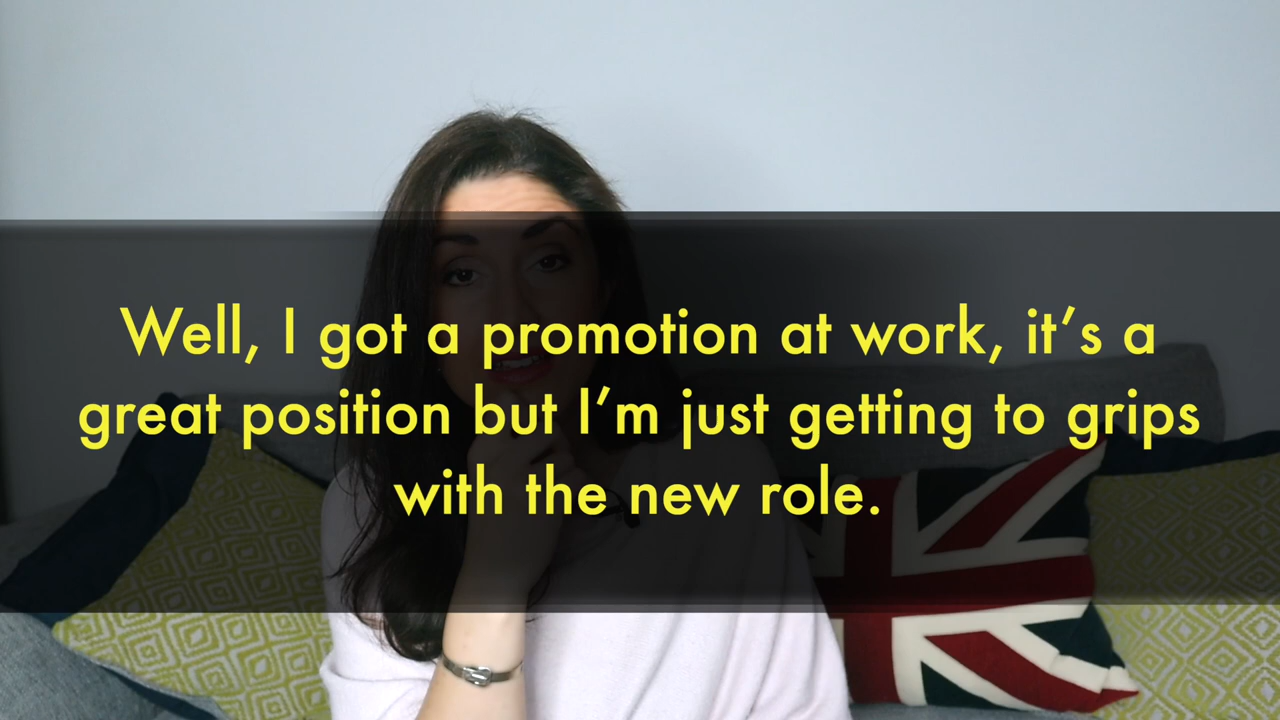 Well, I got a promotion at work, it’s a
great position but I’m just getting to grips
with the new role.